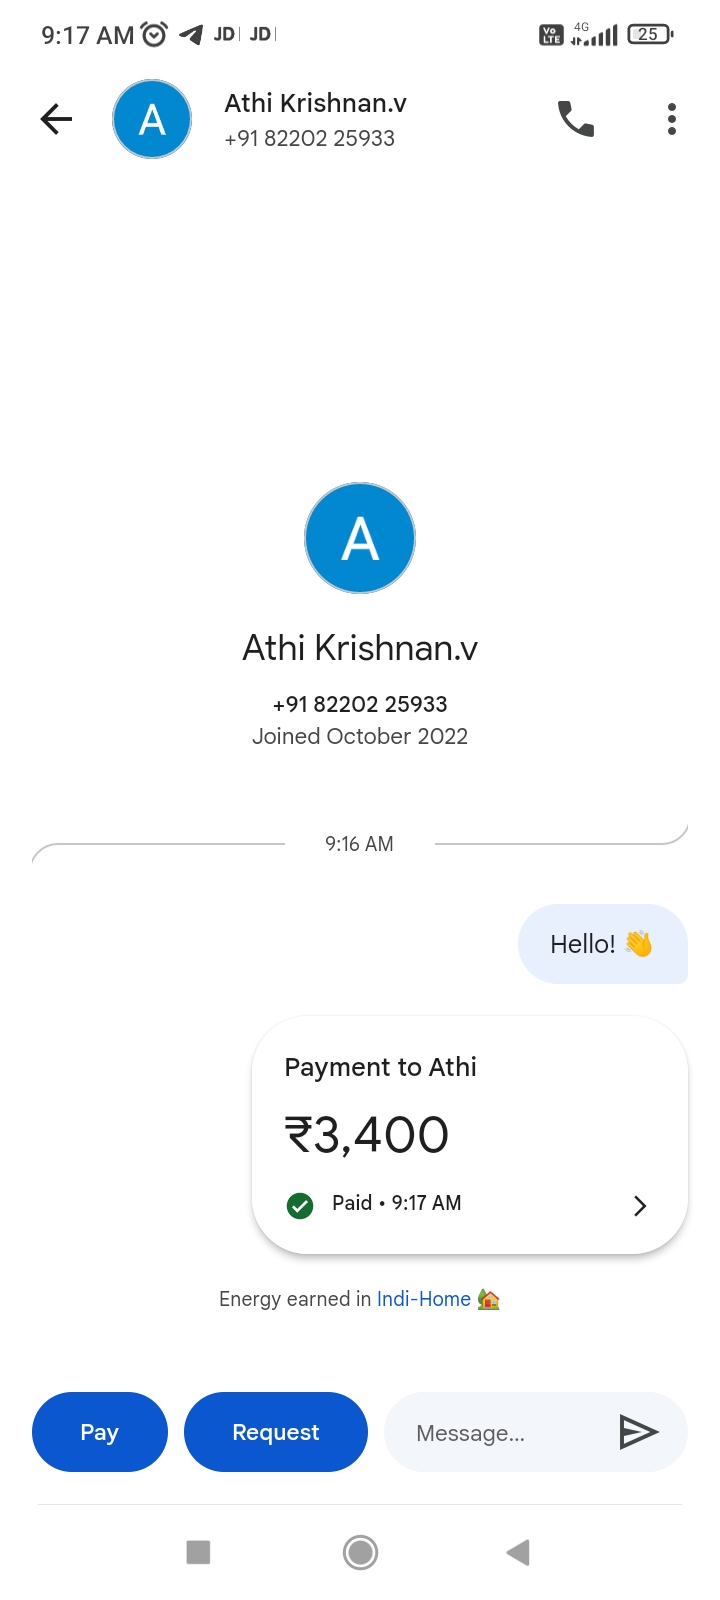 9:17 AM JD JD Vo LTE 4G 25
Athi Krishnan.v
+91 82202 25933
A
A
Athi Krishnan.v
+91 82202 25933
Joined October 2022
9:16 AM
Hello! 👋
Payment to Athi
₹3,400
Paid • 9:17 AM
Energy earned in Indi-Home 🏡
Pay
Request
Message...